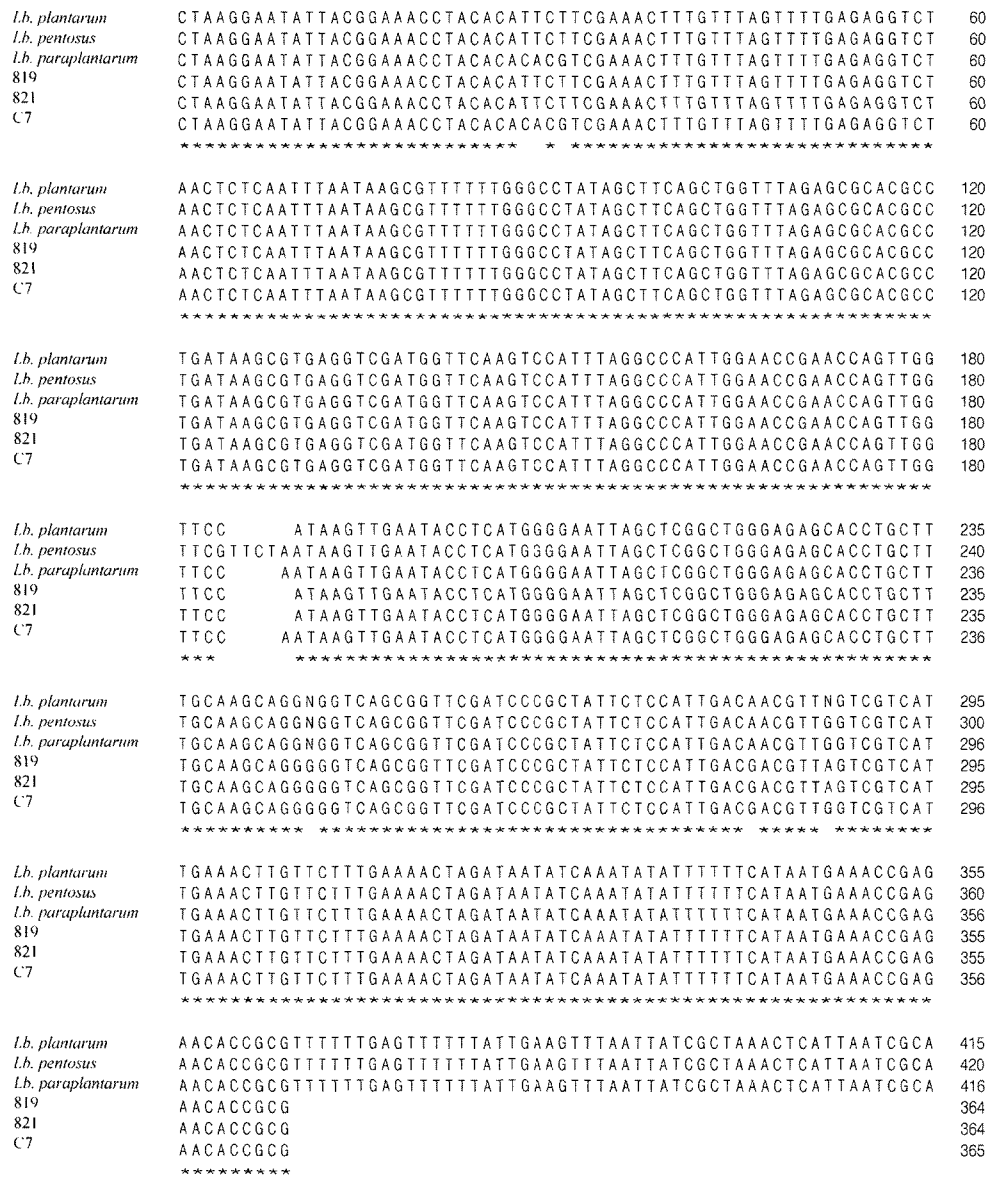 Lb. plantarum CTAAGGAATATTACGGAAACCTACACATTCTTCGAAACTTTGTTTAGTTTTGAGAGGTCT 60
Lb. pentosus CTAAGGAATATTACGGAAACCTACACATTCTTCGAAACTTTGTTTAGTTTTGAGAGGTCT 60
Lb. paraplantarum CTAAGGAATATTACGGAAACCTACACACACGTCGAAACTTTGTTTAGTTTTGAGAGGTCT 60
819 CTAAGGAATATTACGGAAACCTACACATTCTTCGAAACTTTGTTTAGTTTTGAGAGGTCT 60
821 CTAAGGAATATTACGGAAACCTACACATTCTTCGAAACTTTGTTTAGTTTTGAGAGGTCT 60
C7 CTAAGGAATATTACGGAAACCTACACACACGTCGAAACTTTGTTTAGTTTTGAGAGGTCT 60
***************************  * *****************************
Lb. plantarum AACTCTCAATTTAATAAGCGTTTTTTTGGGCCTATAGCTCAGCTGGTTAGAGCGCACGCC 120
Lb. pentosus AACTCTCAATTTAATAAGCGTTTTTTTGGGCCTATAGCTCAGCTGGTTAGAGCGCACGCC 120
Lb. paraplantarum AACTCTCAATTTAATAAGCGTTTTTTTGGGCCTATAGCTCAGCTGGTTAGAGCGCACGCC 120
819 AACTCTCAATTTAATAAGCGTTTTTTTGGGCCTATAGCTCAGCTGGTTAGAGCGCACGCC 120
821 AACTCTCAATTTAATAAGCGTTTTTTTGGGCCTATAGCTCAGCTGGTTAGAGCGCACGCC 120
C7 AACTCTCAATTTAATAAGCGTTTTTTTGGGCCTATAGCTCAGCTGGTTAGAGCGCACGCC 120
************************************************************
Lb. plantarum TGATAAGCGTGAGGTCGATGGTTCAAGTCCATTTAGGCCCATTGGAACCGAACCAGTTGG 180
Lb. pentosus TGATAAGCGTGAGGTCGATGGTTCAAGTCCATTTAGGCCCATTGGAACCGAACCAGTTGG 180
Lb. paraplantarum TGATAAGCGTGAGGTCGATGGTTCAAGTCCATTTAGGCCCATTGGAACCGAACCAGTTGG 180
819 TGATAAGCGTGAGGTCGATGGTTCAAGTCCATTTAGGCCCATTGGAACCGAACCAGTTGG 180
821 TGATAAGCGTGAGGTCGATGGTTCAAGTCCATTTAGGCCCATTGGAACCGAACCAGTTGG 180
C7 TGATAAGCGTGAGGTCGATGGTTCAAGTCCATTTAGGCCCATTGGAACCGAACCAGTTGG 180
************************************************************
Lb. plantarum TTCC     ATAAGTTGAATACCTCATGGGGAATTAGCTCGGCTGGGAGAGCACCTGCTT 235
Lb. pentosus TTCGTTCTAATAAGTTGAATACCTCATGGGGAATTAGCTCGGCTGGGAGAGCACCTGCTT 240
Lb. paraplantarum TTCC    AATAAGTTGAATACCTCATGGGGAATTAGCTCGGCTGGGAGAGCACCTGCTT 236
819 TTCC     ATAAGTTGAATACCTCATGGGGAATTAGCTCGGCTGGGAGAGCACCTGCTT 235
821 TTCC     ATAAGTTGAATACCTCATGGGGAATTAGCTCGGCTGGGAGAGCACCTGCTT 235
C7 TTCC    AATAAGTTGAATACCTCATGGGGAATTAGCTCGGCTGGGAGAGCACCTGCTT 236
***      ***************************************************
Lb. plantarum TGCAAGCAGGNGGTCAGCGGTTCGATCCCGCTATTCTCCATTGACAACGTTNGTCGTCAT 295
Lb. pentosus TGCAAGCAGGNGGTCAGCGGTTCGATCCCGCTATTCTCCATTGACAACGTTGGTCGTCAT 300
Lb. paraplantarum TGCAAGCAGGNGGTCAGCGGTTCGATCCCGCTATTCTCCATTGACAACGTTGGTCGTCAT 296
819 TGCAAGCAGGGGGTCAGCGGTTCGATCCCGCTATTCTCCATTGACGACGTTAGTCGTCAT 295
821 TGCAAGCAGGGGGTCAGCGGTTCGATCCCGCTATTCTCCATTGACGACGTTAGTCGTCAT 295
C7 TGCAAGCAGGGGGTCAGCGGTTCGATCCCGCTATTCTCCATTGACGACGTTGGTCGTCAT 296
********** ********************************** ***** ********
Lb. plantarum TGAAACTTGTTCTTTGAAAACTAGATAATATCAAATATATTTTTTCATAATGAAACCGAG 355
Lb. pentosus TGAAACTTGTTCTTTGAAAACTAGATAATATCAAATATATTTTTTCATAATGAAACCGAG 360
Lb. paraplantarum TGAAACTTGTTCTTTGAAAACTAGATAATATCAAATATATTTTTTCATAATGAAACCGAG 356
819 TGAAACTTGTTCTTTGAAAACTAGATAATATCAAATATATTTTTTCATAATGAAACCGAG 355
821 TGAAACTTGTTCTTTGAAAACTAGATAATATCAAATATATTTTTTCATAATGAAACCGAG 355
C7 TGAAACTTGTTCTTTGAAAACTAGATAATATCAAATATATTTTTTCATAATGAAACCGAG 356
************************************************************
Lb. plantarum AACACCGCGTTTTTTGAGTTTTTTATTGAAGTTTAATTATCGCTAAACTCATTAATCGCA 415
Lb. pentosus AACACCGCGTTTTTTGAGTTTTTTATTGAAGTTTAATTATCGCTAAACTCATTAATCGCA 420
Lb. paraplantarum AACACCGCGTTTTTTGAGTTTTTTATTGAAGTTTAATTATCGCTAAACTCATTAATCGCA 416
819 AACACCGCG 364
821 AACACCGCG 364
C7 AACACCGCG 365
*********